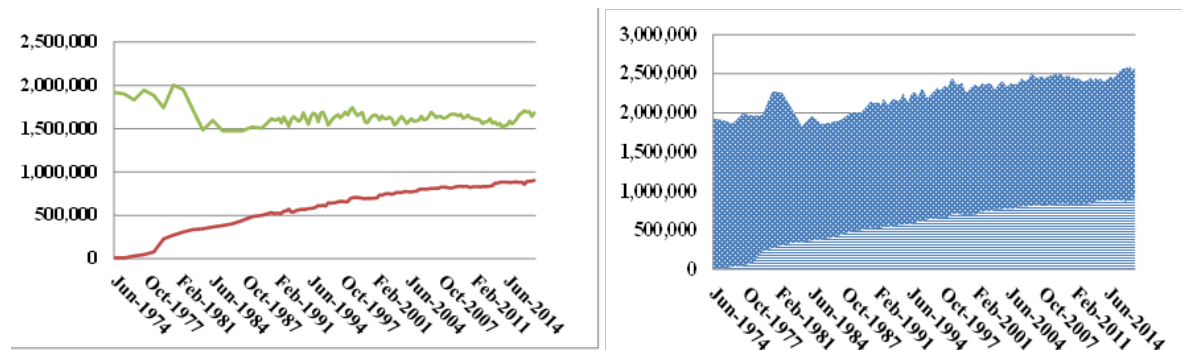 2,500,000
2,000,000
1,500,000
1,000,000
500,000
0
Jun-1974
Oct-1977
Feb-1981
Jun-1984
Oct-1987
Feb-1991
Jun-1994
Oct-1997
Feb-2001
Jun-2004
Oct-2007
Feb-2011
Jun-2014
3,000,000
2,500,000
2,000,000
1,500,000
1,000,000
500,000
0
Jun-1974
Oct-1977
Feb-1981
Jun-1984
Oct-1987
Feb-1991
Jun-1994
Oct-1997
Feb-2001
Jun-2004
Oct-2007
Feb-2011
Jun-2014